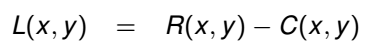 L(x, y) = R(x, y) − C(x, y)